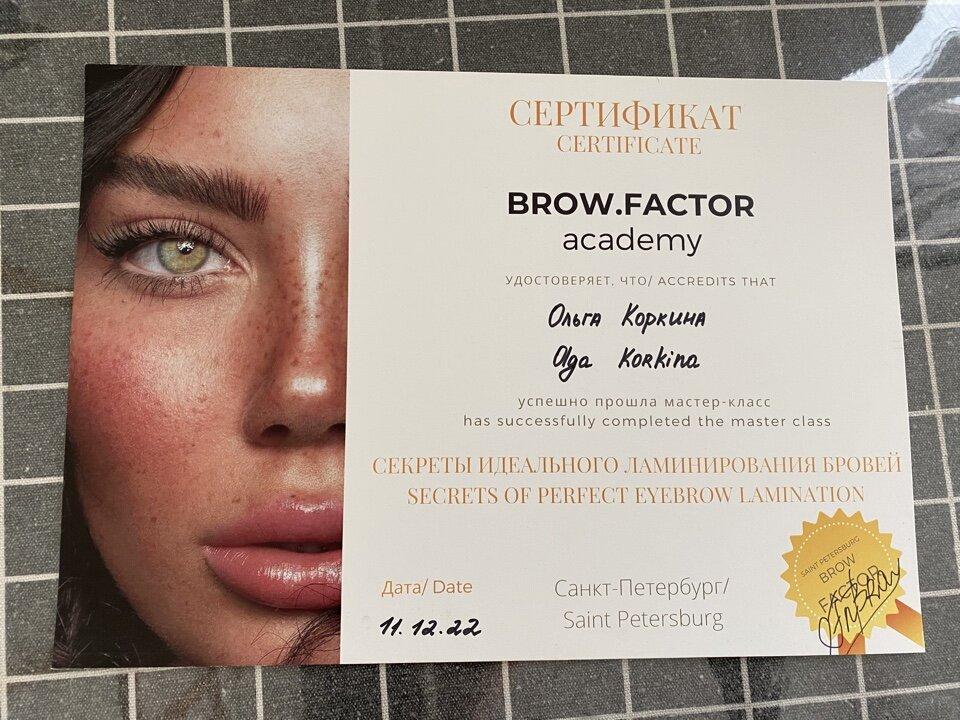 СЕРТИФИКАТ
CERTIFICATE
BROW.FACTOR
academy
УДОСТОВЕРЯЕТ, ЧТО/ ACCREDITS THAT
Ольга Коркина
Olga Korkina
успешно прошла мастер-класс
has successfully completed the master class
СЕКРЕТЫ ИДЕАЛЬНОГО ЛАМИНИРОВАНИЯ БРОВЕЙ
SECRETS OF PERFECT EYEBROW LAMINATION
Дата/ Date
11.12.22
Санкт-Петербург/
Saint Petersburg
SAINT PETERSBURG
BROW
FACTOR